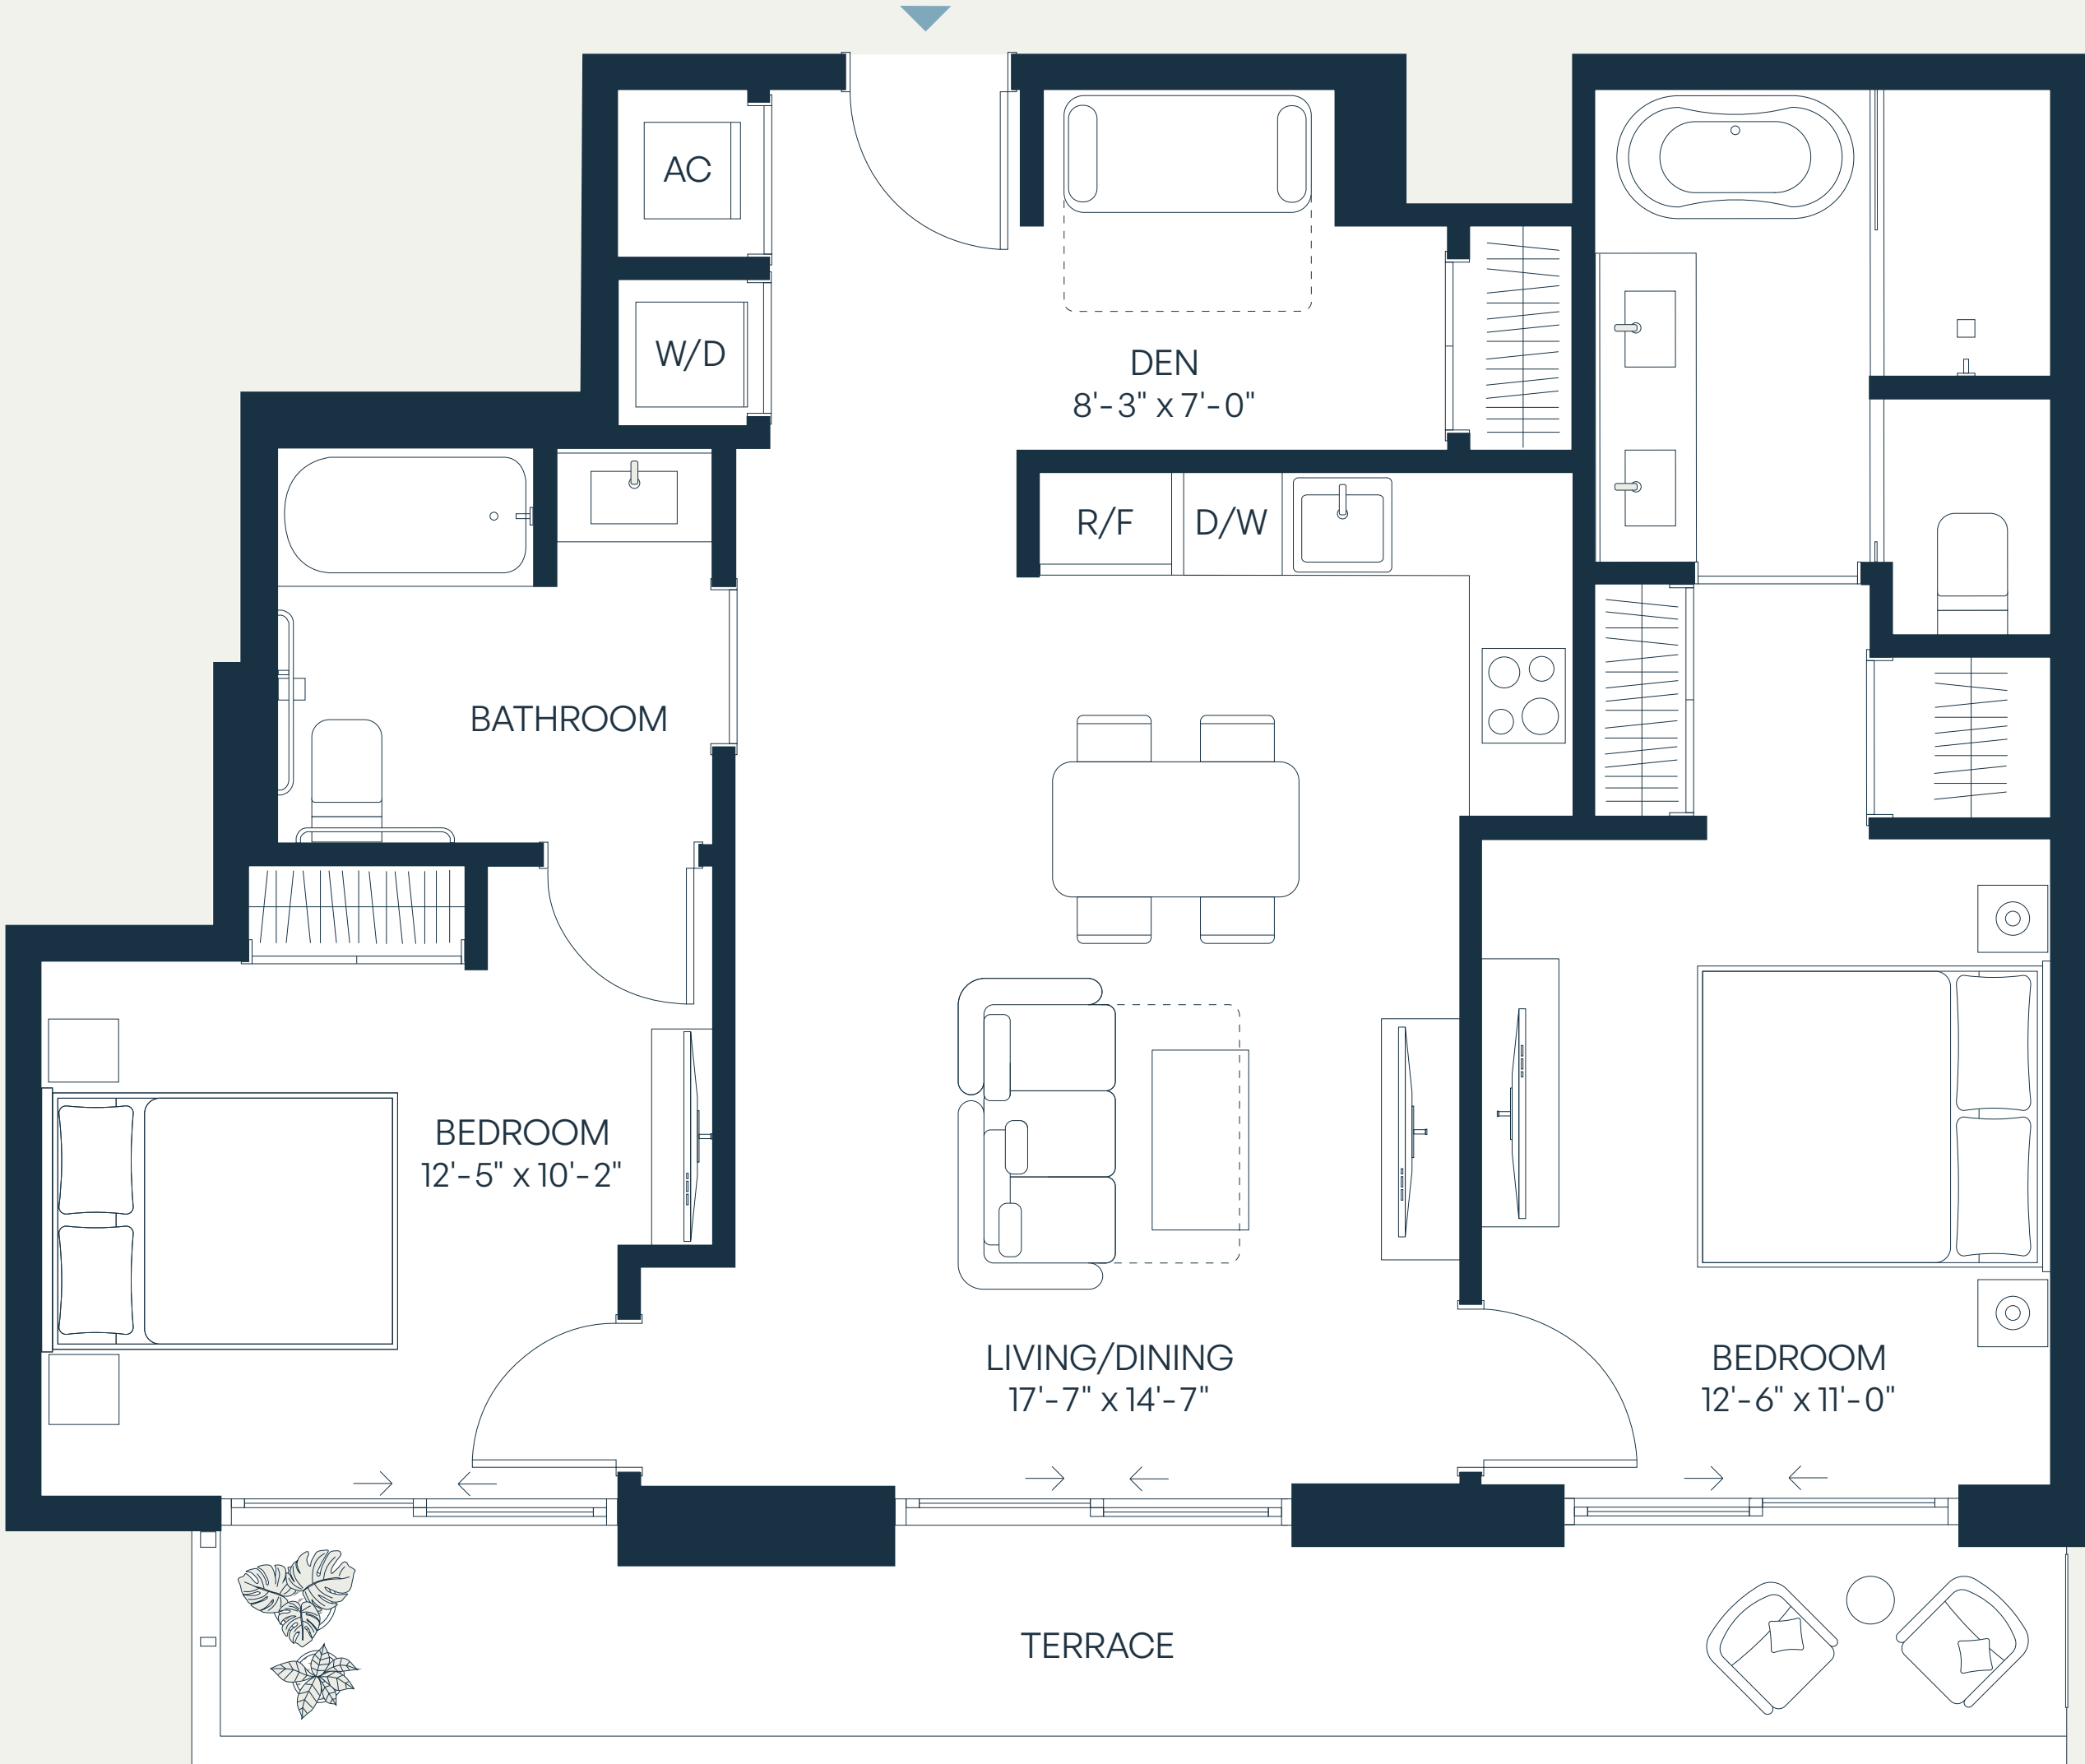 AC
W/D
DEN
8'-3" x 7'-0"
R/F
D/W
BATHROOM
BEDROOM
12'-5" x 10'-2"
LIVING/DINING
17'-7" x 14'-7"
BEDROOM
12'-6" x 11'-0"
TERRACE